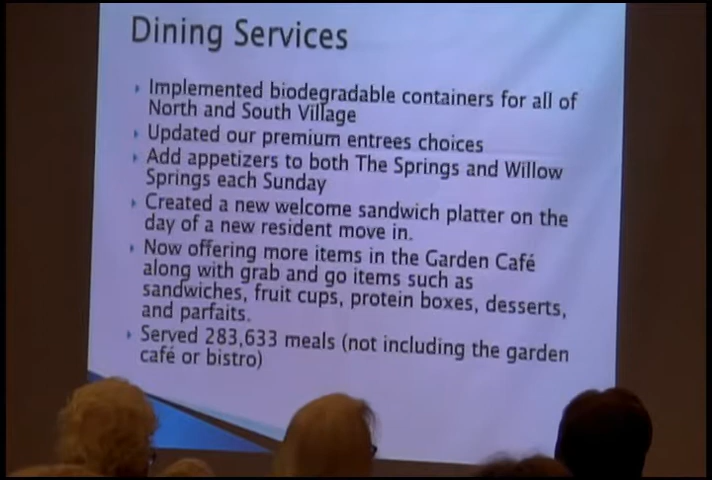 Dining Services
Implemented biodegradable containers for all of
North and South Village
Updated our premium entrees choices
Add appetizers to both The Springs and Willow
Springs each Sunday
Created a new welcome sandwich platter on the
day of a new resident move in.
Now offering more items in the Garden Café
along with grab and go items such as
sandwiches, fruit cups, protein boxes, desserts,
and parfaits.
Served 283,633 meals (not including the garden
café or bistro)